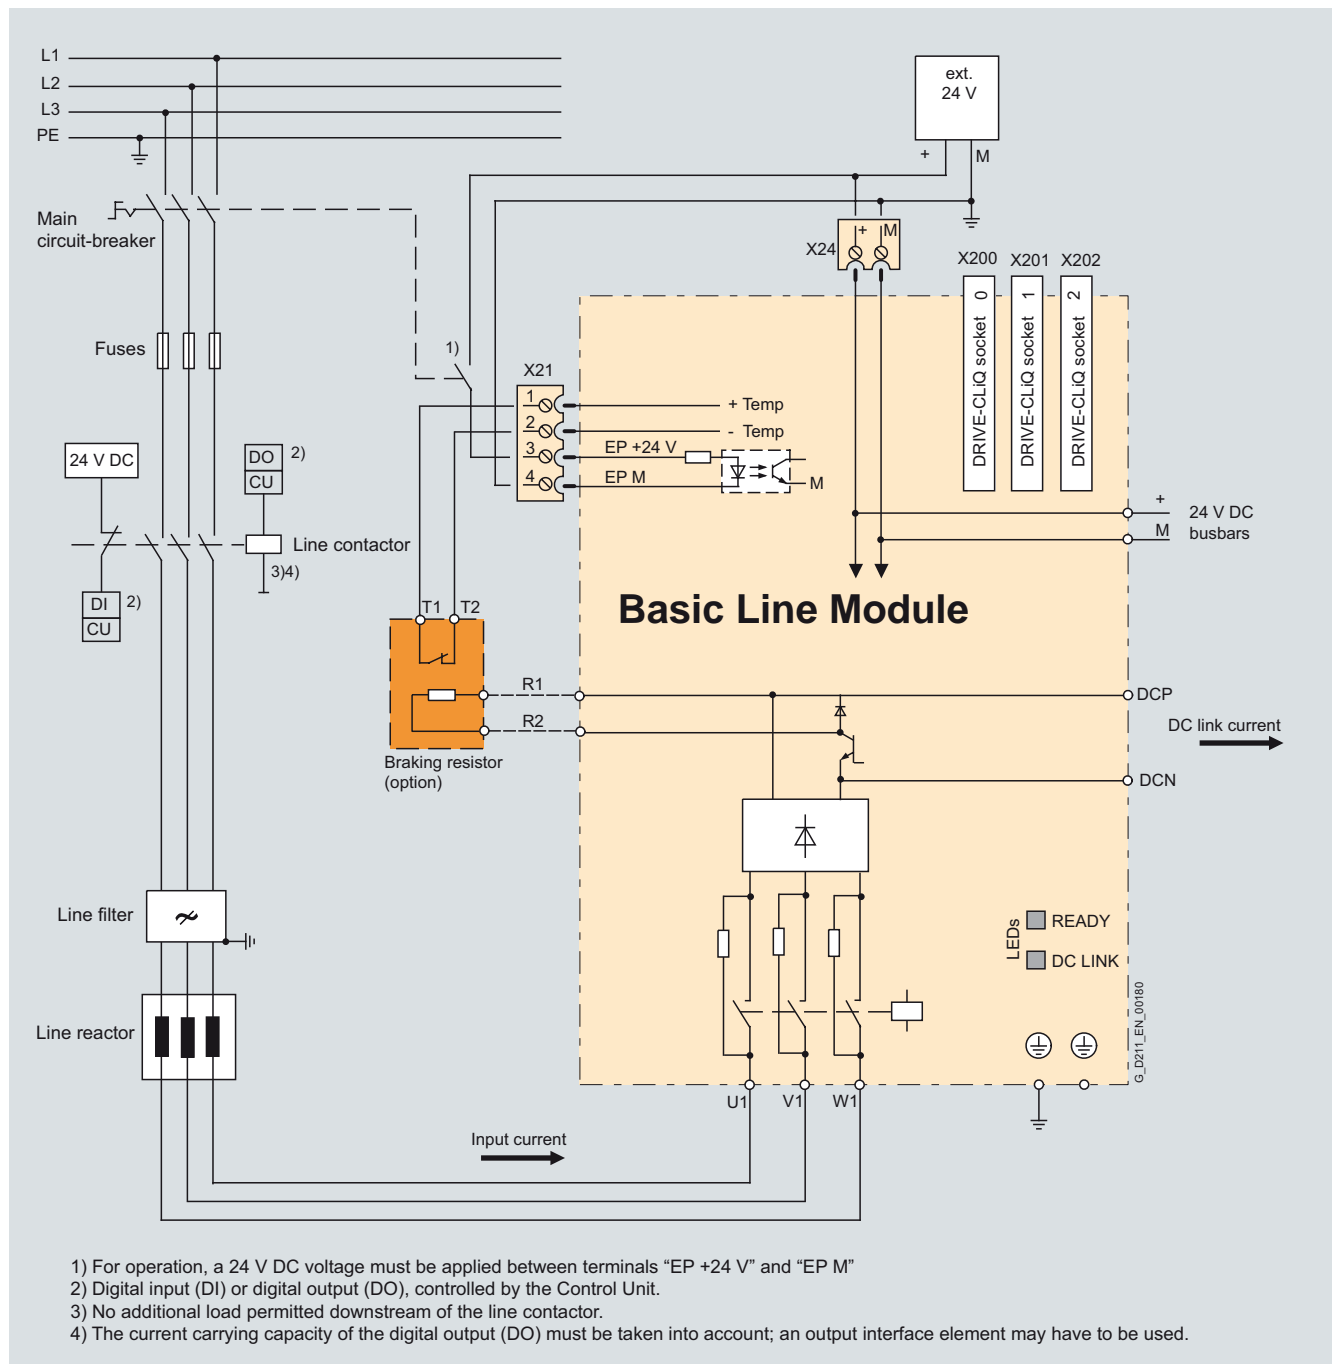 L1
L2
L3
PE
ext.
24 V
+
M
Main
circuit-breaker
X24
+
M
X200
X201
X202
DRIVE-CLiQ socket 0
DRIVE-CLiQ socket 1
DRIVE-CLiQ socket 2
Fuses
1)
X21
1
2
3
4
+ Temp
- Temp
EP +24 V
EP M
M
24 V DC
DO
CU
2)
Line contactor
3)4)
DI
CU
2)
+
M
24 V DC
busbars
Basic Line Module
T1
T2
R1
R2
Braking resistor
(option)
DCP
DC link current
DCN
Line filter
Line reactor
LEDs
READY
DC LINK
G_D211_EN_00180
U1
V1
W1
Input current
1) For operation, a 24 V DC voltage must be applied between terminals “EP +24 V” and “EP M”
2) Digital input (DI) or digital output (DO), controlled by the Control Unit.
3) No additional load permitted downstream of the line contactor.
4) The current carrying capacity of the digital output (DO) must be taken into account; an output interface element may have to be used.